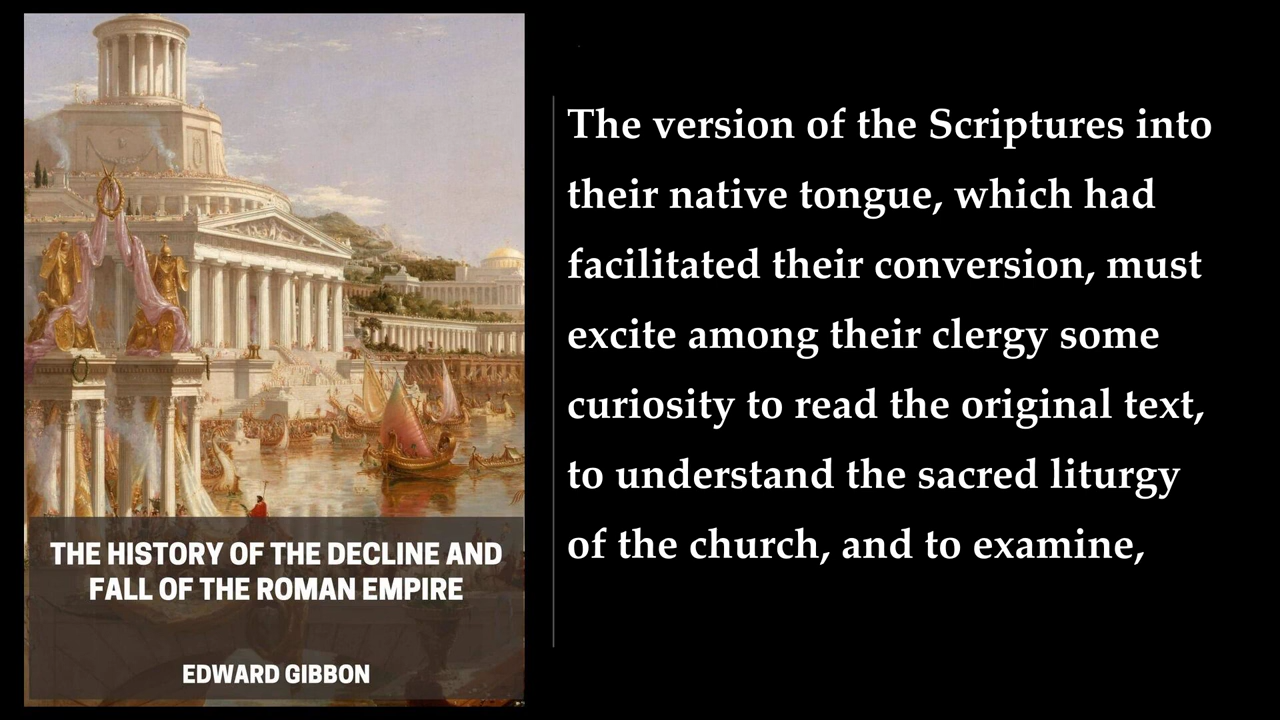 THE HISTORY OF THE DECLINE AND
FALL OF THE ROMAN EMPIRE
EDWARD GIBBON
The version of the Scriptures into
their native tongue, which had
facilitated their conversion, must
excite among their clergy some
curiosity to read the original text,
to understand the sacred liturgy
of the church, and to examine,